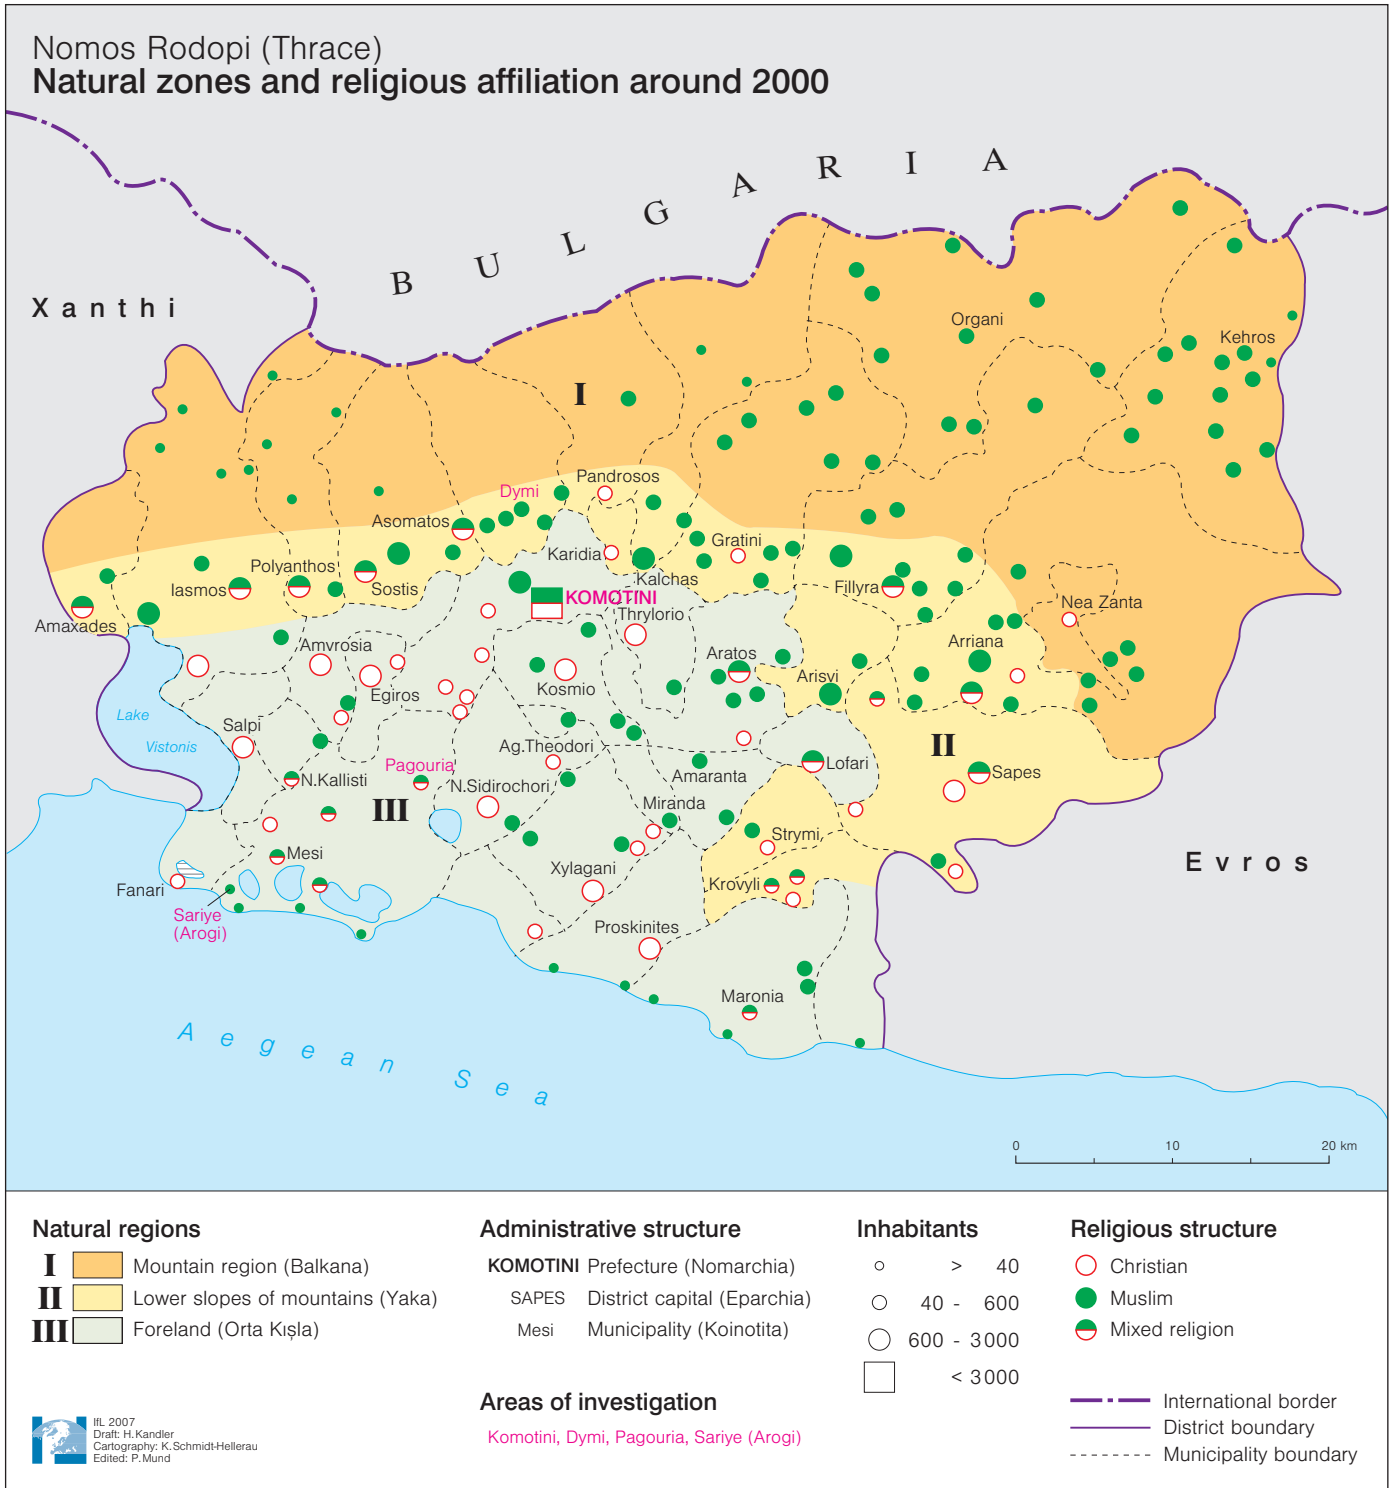 Nomos Rodopi (Thrace)
Natural zones and religious affiliation around 2000
BULGARIA
Xanthi
Organi
Kehros
I
Pandrosos
Dymi
Asomatos
Karidia
Gratini
Polyanthos
Iasmos
Sostis
Kalchas
Fillyra
KOMOTINI
Thrylorio
Nea Zanta
Amaxades
Amvrosia
Arriana
Aratos
Arisvi
Egiros
Kosmio
Lake
Vistonis
Salpi
Ag.Theodori
II
Pagouria
Lofari
Sapes
N.Kallisti
N.Sidirochori
Amaranta
III
Miranda
Strymi
Mesi
Xylagani
Evros
Fanari
Krovyli
Sariye
(Arogi)
Proskinites
Maronia
Aegean Sea
0 10 20 km
Natural regions
I Mountain region (Balkana)
II Lower slopes of mountains (Yaka)
III Foreland (Orta Kışla)
Administrative structure
KOMOTINI Prefecture (Nomarchia)
SAPES District capital (Eparchia)
Mesi Municipality (Koinotita)
Areas of investigation
Komotini, Dymi, Pagouria, Sariye (Arogi)
Inhabitants
> 40
40 - 600
600 - 3000
< 3000
Religious structure
Christian
Muslim
Mixed religion
International border
District boundary
Municipality boundary
IfL 2007
Draft: H.Kandler
Cartography: K.Schmidt-Hellerau
Edited: P.Mund